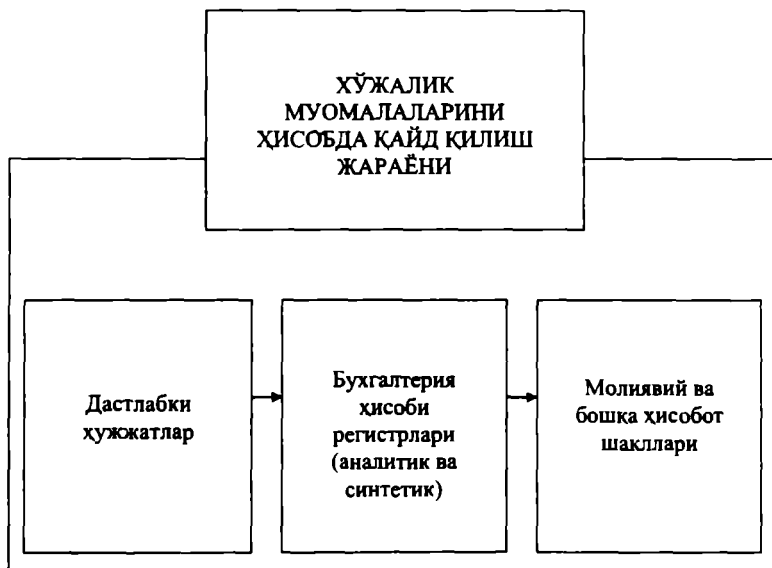 ХЎЖАЛИК
МУОМАЛАЛАРИНИ
ҲИСОБДА ҚАЙД ҚИЛИШ
ЖАРАЁНИ
Дастлабки
ҳужжатлар
Бухгалтерия
ҳисоби
регистрлари
(аналитик ва
синтетик)
Молиявий ва
бошқа ҳисобот
шакллари